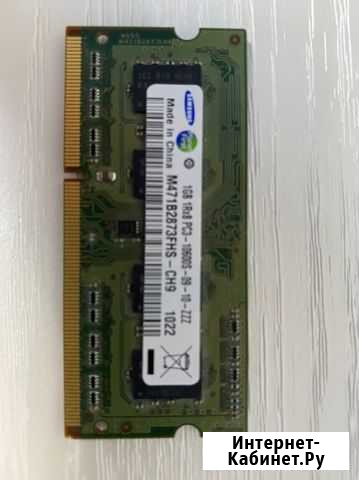 SAMSUNG
1GB 1Rx8 PC3-10600S-09-10-ZZZ
Made in China
M471B2873FHS-CH9
1022
Интернет-
Кабинет.Ру